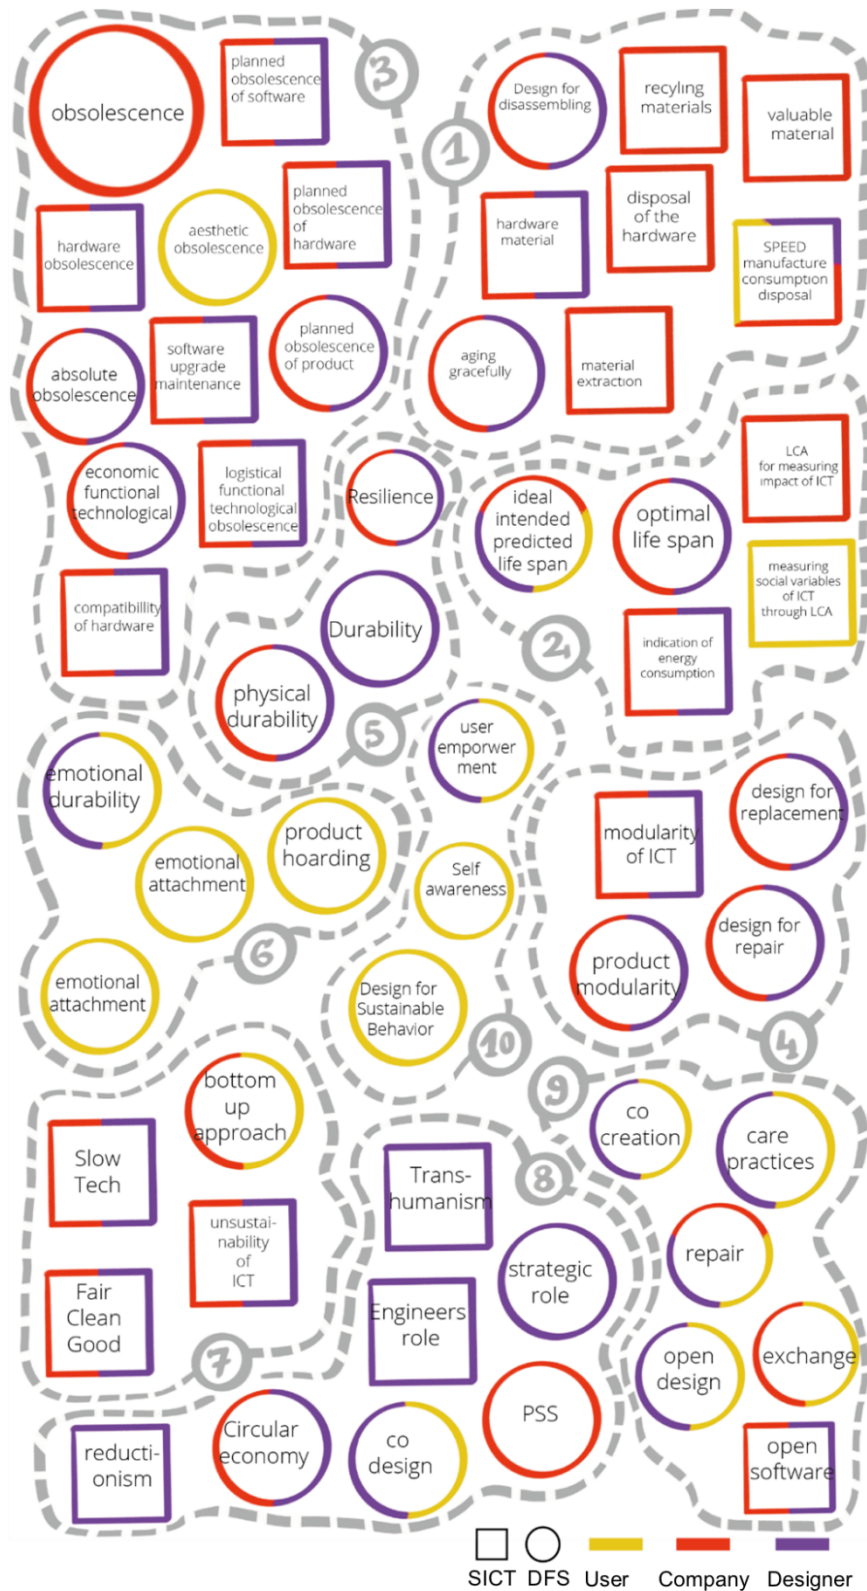 obsolescence
planned
obsolescence
of software
3
hardware
obsolescence
aesthetic
obsolescence
planned
obsolescence
of
hardware
absolute
obsolescence
software
upgrade
maintenance
planned
obsolescence
of product
economic
functional
technological
logistical
functional
technological
obsolescence
compatibility
of hardware
1
Design for
disassembling
recyling
materials
valuable
material
hardware
material
disposal
of the
hardware
SPEED
manufacture
consumption
disposal
aging
gracefully
material
extraction
Resilience
Durability
physical
durability
5
ideal
intended
predicted
life span
optimal
life span
LCA
for measuring
impact of ICT
measuring
social variables
of ICT
through LCA
indication of
energy
consumption
2
emotional
durability
emotional
attachment
product
hoarding
emotional
attachment
6
user
emporwer
ment
Self
awareness
Design for
Sustainable
Behavior
10
modularity
of ICT
design for
replacement
product
modularity
design for
repair
4
bottom
up
approach
Slow
Tech
unsustai-
nability
of
ICT
Fair
Clean
Good
7
Trans-
humanism
8
strategic
role
Engineers
role
PSS
co
design
Circular
economy
reducti-
onism
9
co
creation
care
practices
repair
open
design
exchange
open
software
SICT DFS User Company Designer